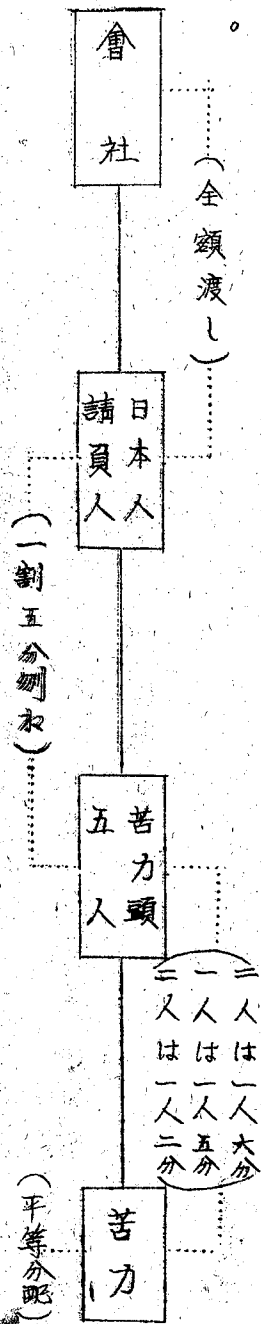 會社
(全額渡し)
日本人
請負人
(一割五分刎ね)
苦力頭
五人
二人は一人六分
一人は一人五分
二人は一人二分
苦力
(平等分配)